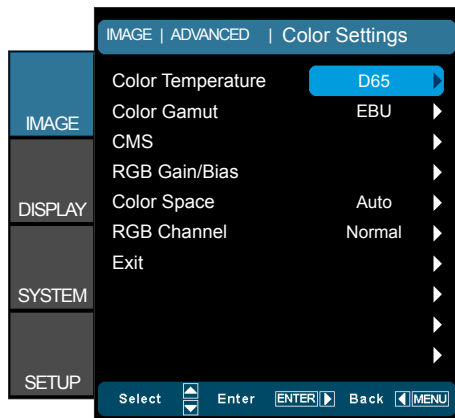 IMAGE | ADVANCED | Color Settings
IMAGE
DISPLAY
SYSTEM
SETUP
Color Temperature D65
Color Gamut EBU
CMS
RGB Gain/Bias
Color Space Auto
RGB Channel Normal
Exit
Select Enter ENTER Back MENU